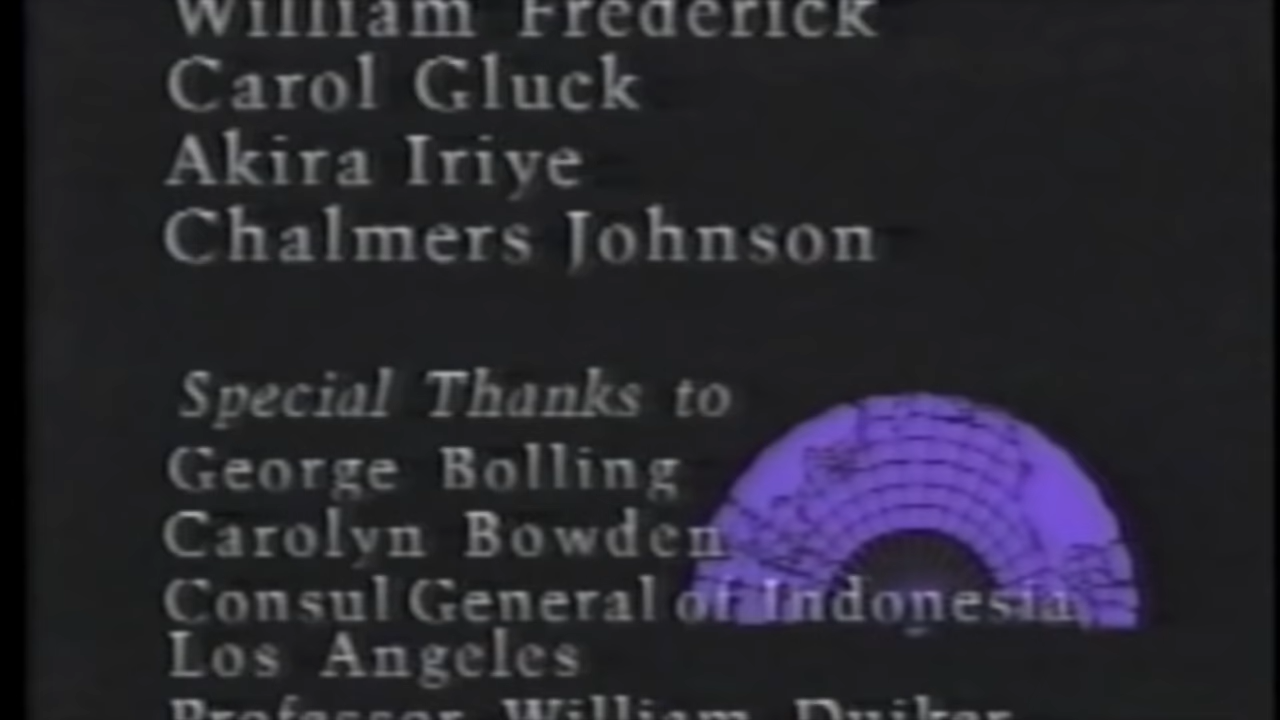 William Frederick
Carol Gluck
Akira Iriye
Chalmers Johnson
Special Thanks to
George Bolling
Carolyn Bowden
Consul General of Indonesia
Los Angeles
Professor William Duiker